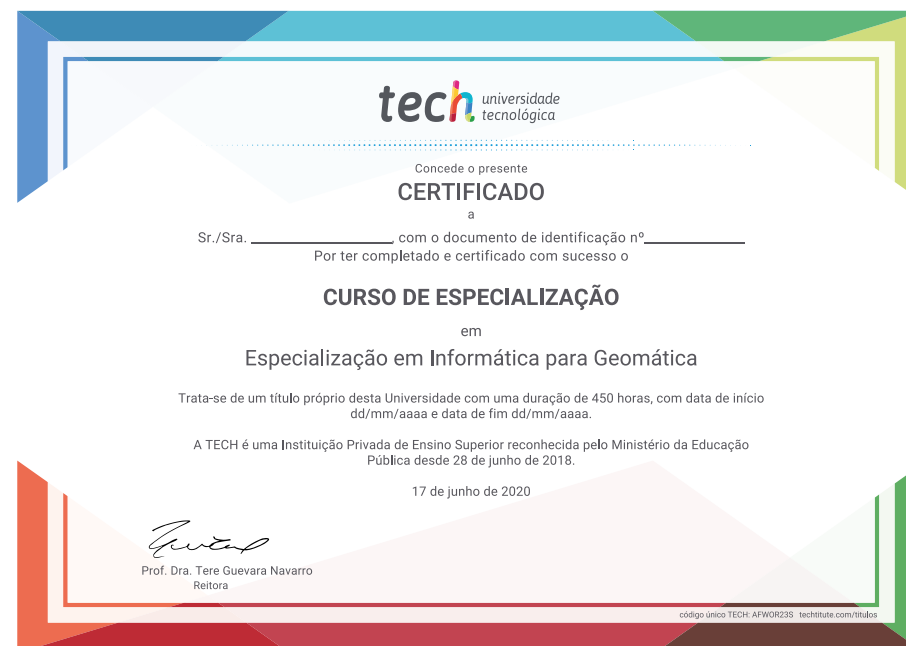 tech universidade
tecnológica
Concede o presente
CERTIFICADO
a
Sr./Sra. ____________________, com o documento de identificação nº______________
Por ter completado e certificado com sucesso o
CURSO DE ESPECIALIZAÇÃO
em
Especialização em Informática para Geomática
Trata-se de um título próprio desta Universidade com uma duração de 450 horas, com data de início
dd/mm/aaaa e data de fim dd/mm/aaaa.
A TECH é uma Instituição Privada de Ensino Superior reconhecida pelo Ministério da Educação
Pública desde 28 de junho de 2018.
17 de junho de 2020
Prof. Dra. Tere Guevara Navarro
Reitora
código único TECH: AFWOR23S techtitute.com/titulos